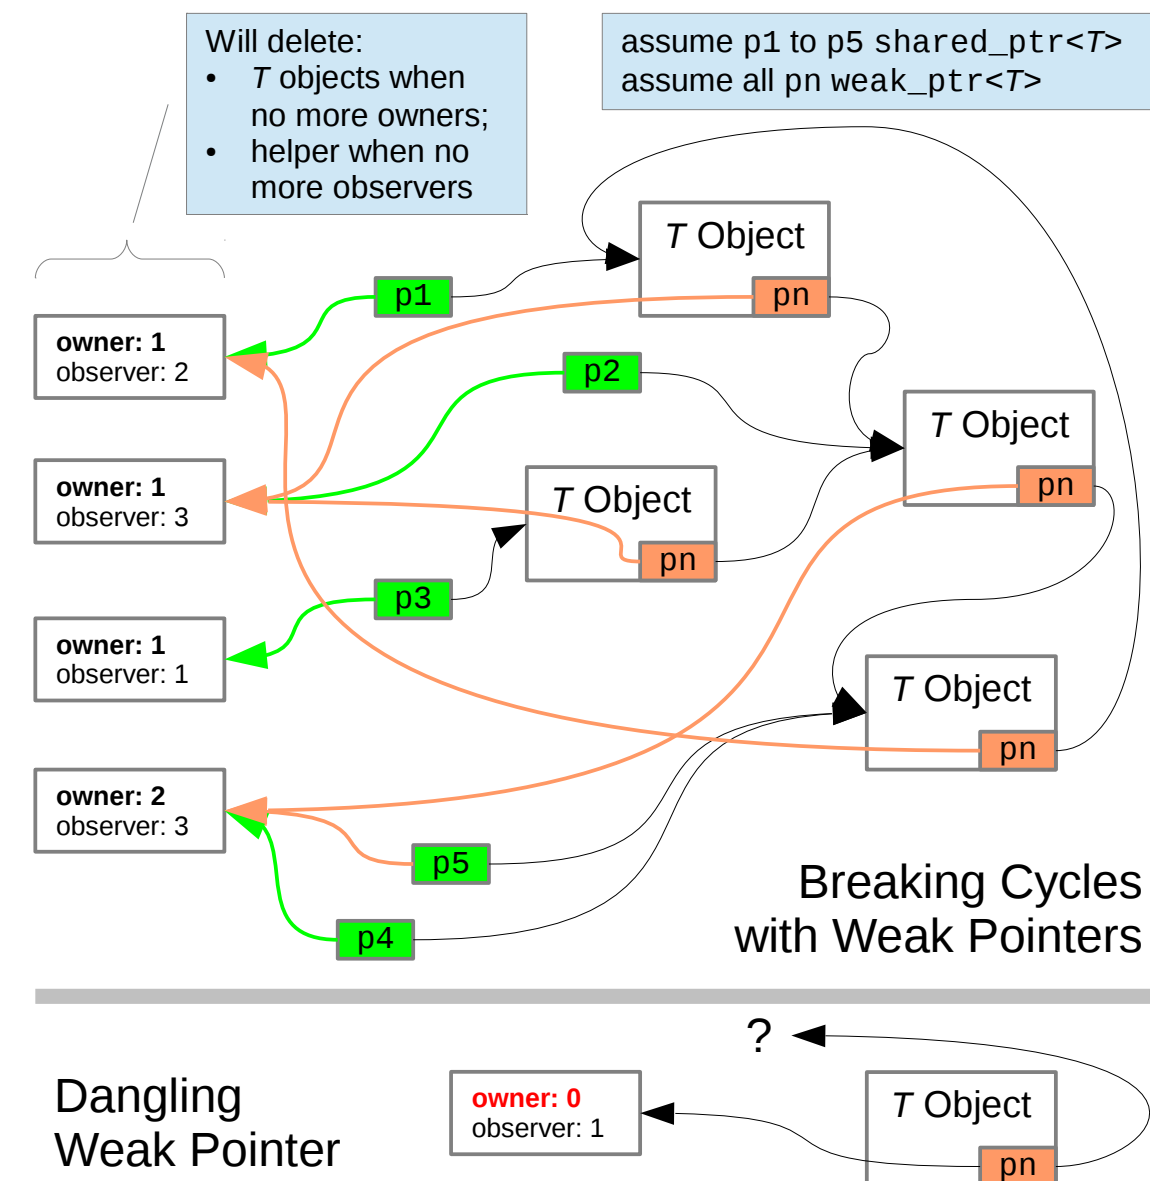 Will delete:
• T objects when
no more owners;
• helper when no
more observers
assume p1 to p5 shared_ptr<T>
assume all pn weak_ptr<T>
T Object
pn
p1
owner: 1
observer: 2
p2
T Object
pn
owner: 1
observer: 3
T Object
pn
p3
owner: 1
observer: 1
T Object
pn
owner: 2
observer: 3
p5
p4
Breaking Cycles
with Weak Pointers
?
Dangling
Weak Pointer
owner: 0
observer: 1
T Object
pn